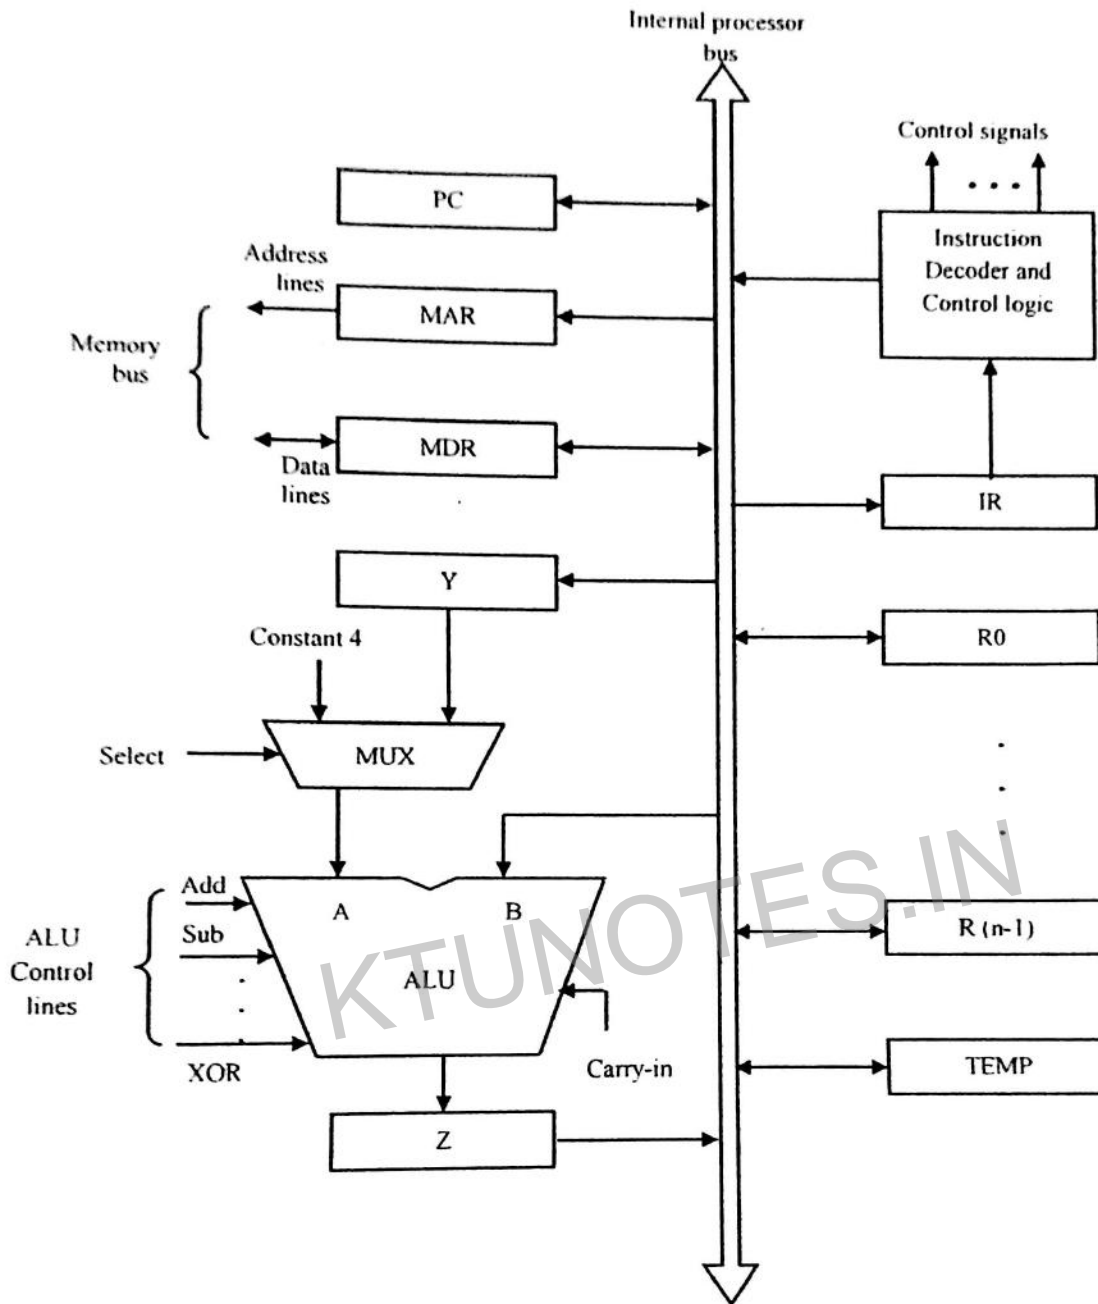 Internal processor
bus
Control signals
PC
Instruction
Decoder and
Control logic
Address
lines
MAR
Memory
bus
MDR
Data
lines
IR
Y
Constant 4
R0
Select
MUX
Add
A
B
R (n-1)
Sub
ALU
Control
lines
ALU
XOR
Carry-in
TEMP
Z
KTUNOTES.IN